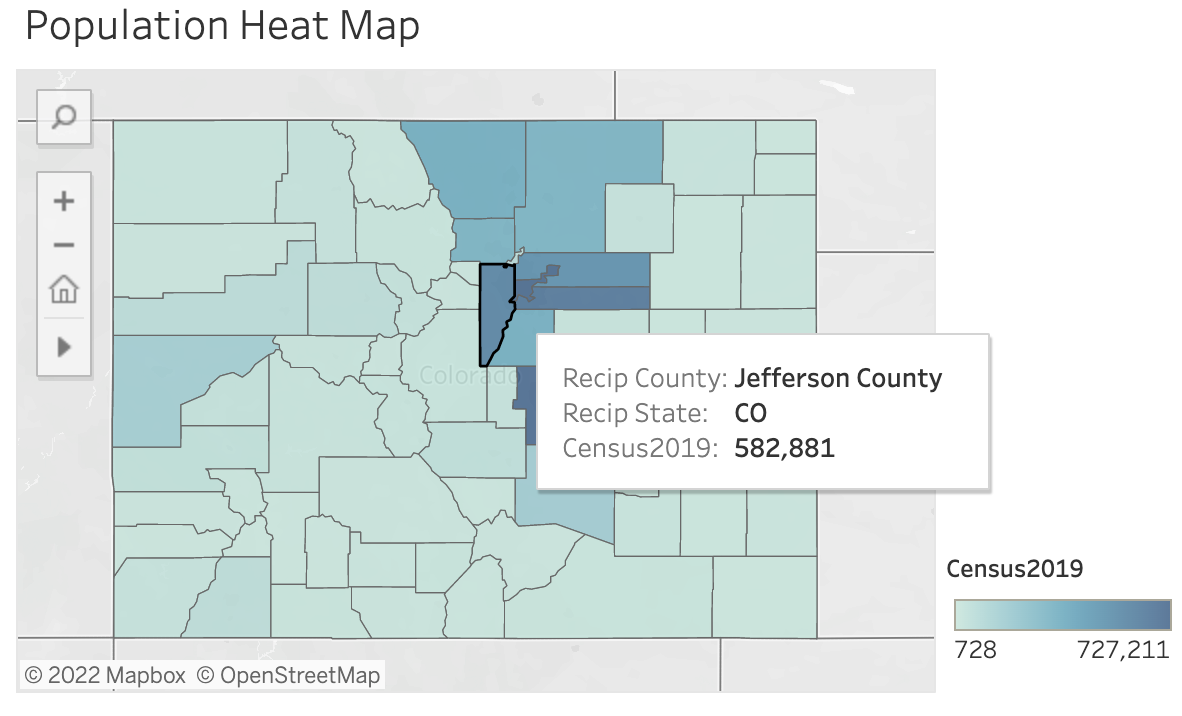 Population Heat Map
Colorado
Recip County: Jefferson County
Recip State: CO
Census2019: 582,881
Census2019
728 727,211
© 2022 Mapbox © OpenStreetMap